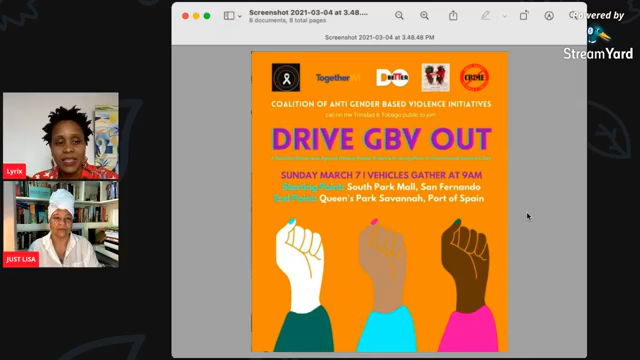 Screenshot 2021-03-04 at 3.48....
8 documents, 8 total pages
Screenshot 2021-03-04 at 3.48.48 PM
Powered by
StreamYard
Together
DO
BETTER
CRIME
COALITION OF ANTI GENDER BASED VIOLENCE INITIATIVES
call on the Trinidad & Tobago public to join
DRIVE GBV OUT
SUNDAY MARCH 7 | VEHICLES GATHER AT 9AM
Starting Point: South Park Mall, San Fernando
End Point: Queen's Park Savannah, Port of Spain
Lyrix
JUST LISA